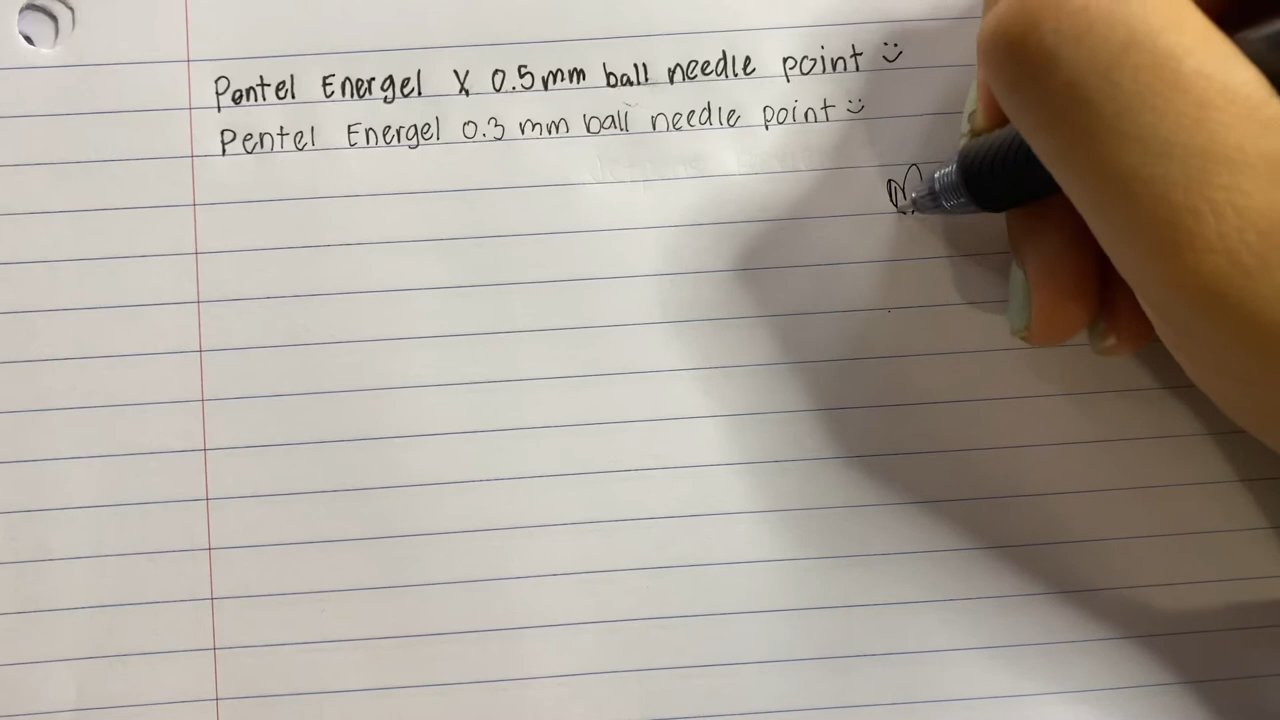 Pentel Energel X 0.5mm ball needle point :)
Pentel Energel 0.3 mm ball needle point :)